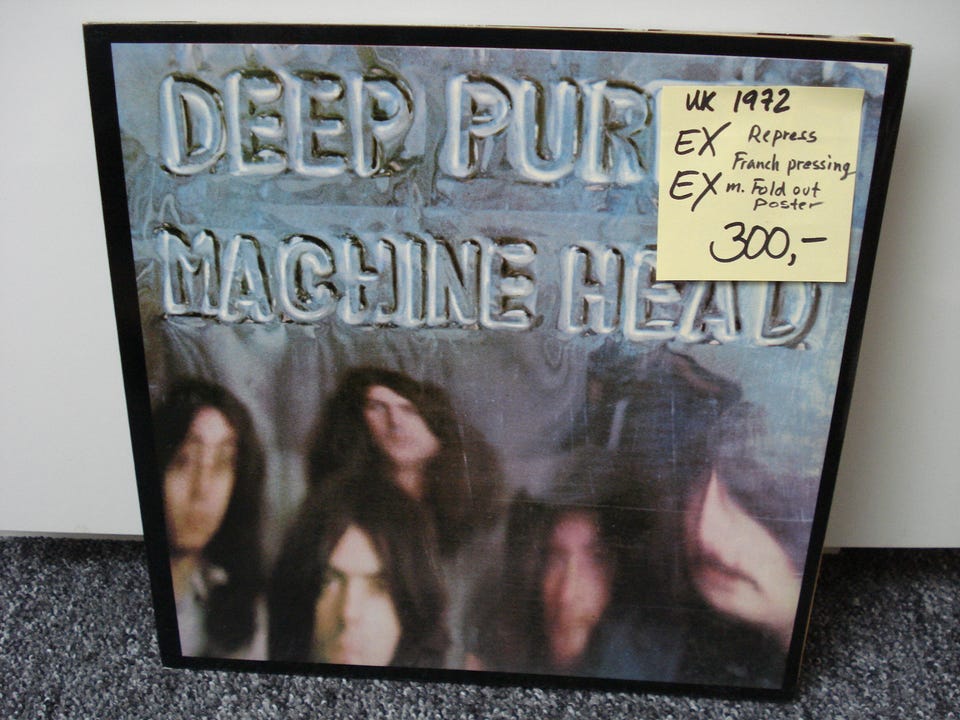 DEEP PUR
MACHINE HEAD
UK 1972
EX Repress
Franch pressing
EX m. Fold out
Poster
300,-